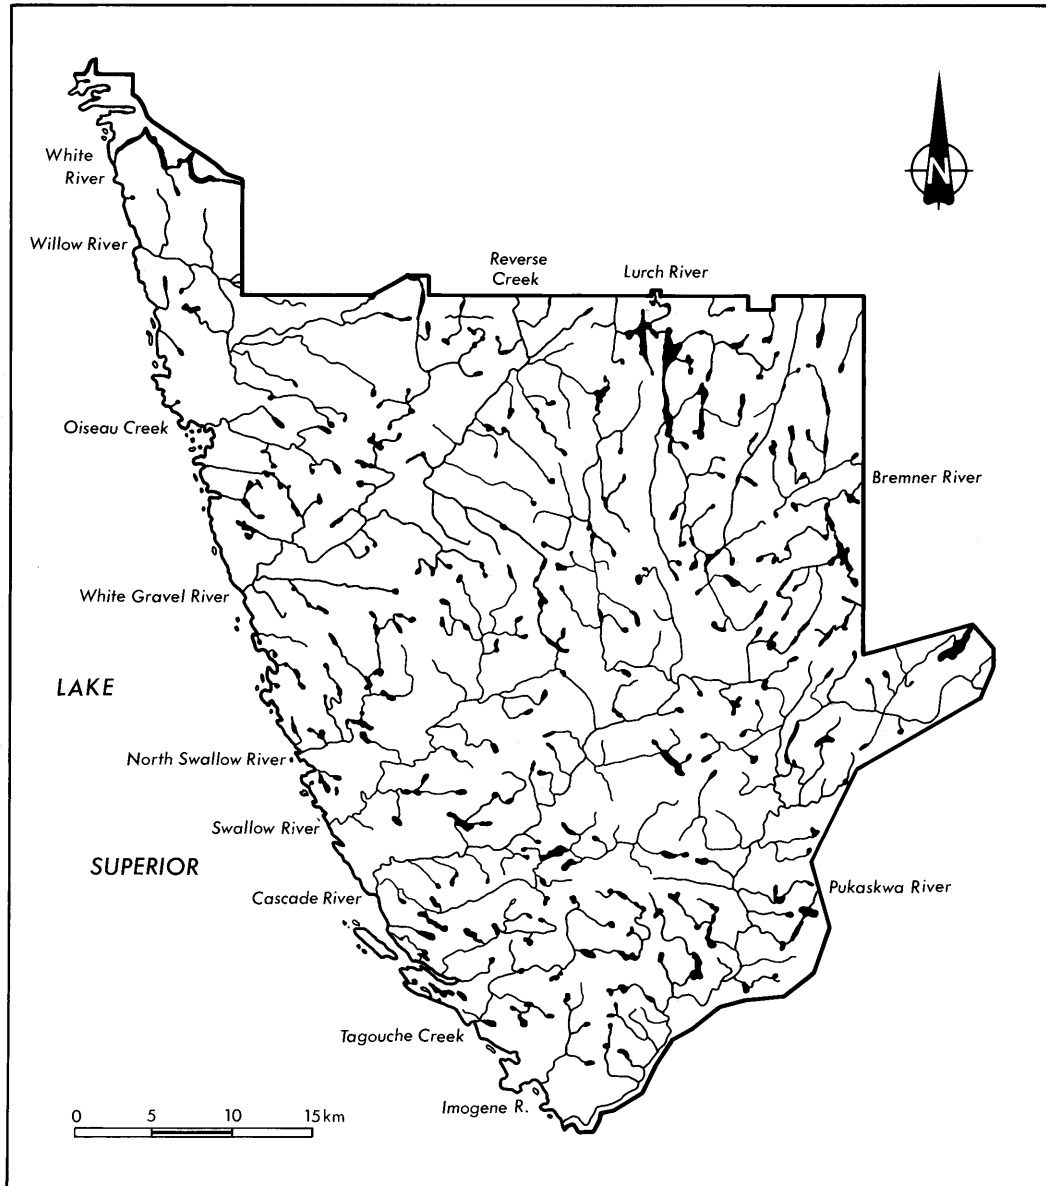 N
White
River
Willow River
Reverse
Creek
Lurch River
Oiseau Creek
Bremner River
White Gravel River
LAKE
North Swallow River
Swallow River
SUPERIOR
Cascade River
Pukaskwa River
Tagouche Creek
Imogene R.
0 5 10 15 km